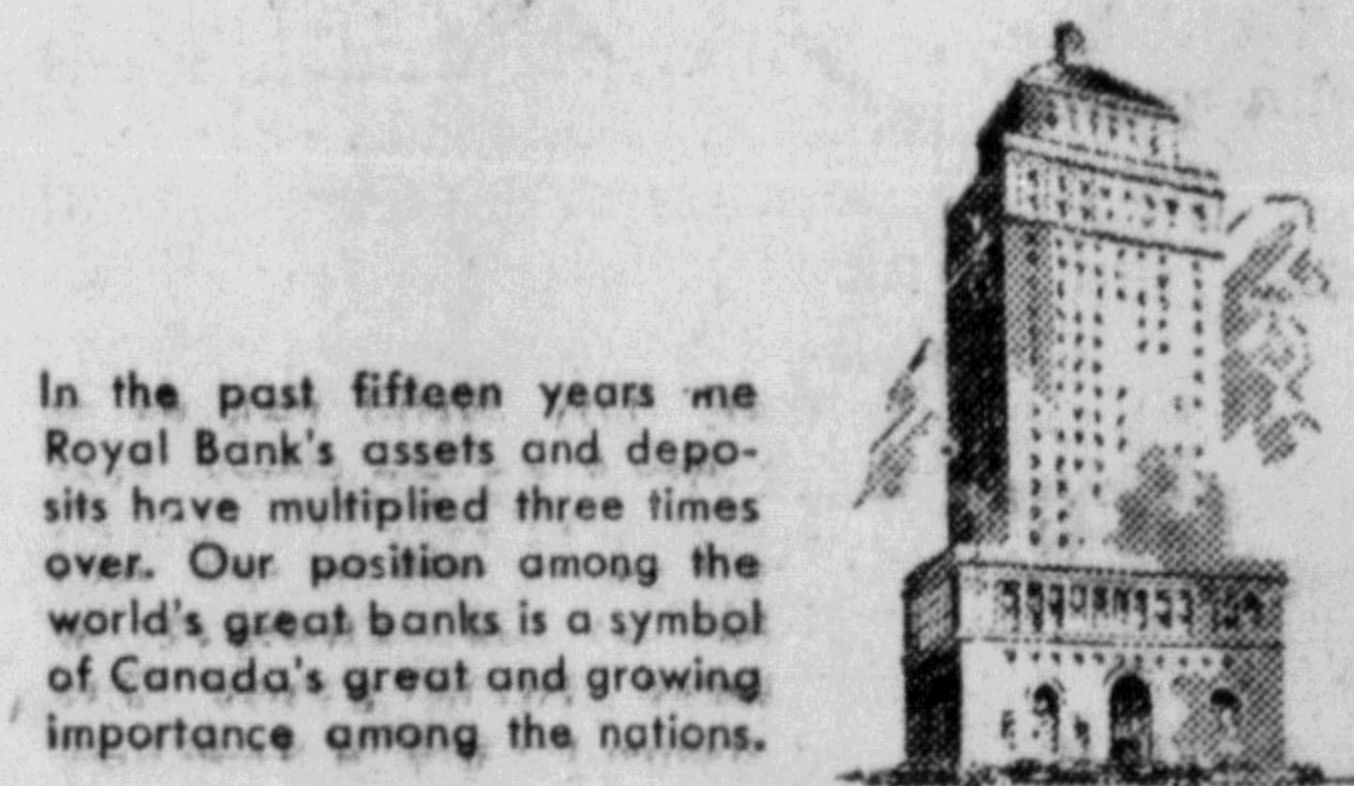 In the past fifteen years the
Royal Bank's assets and depo-
sits have multiplied three times
over. Our position among the
world's great banks is a symbol
of Canada's great and growing
importance among the nations.